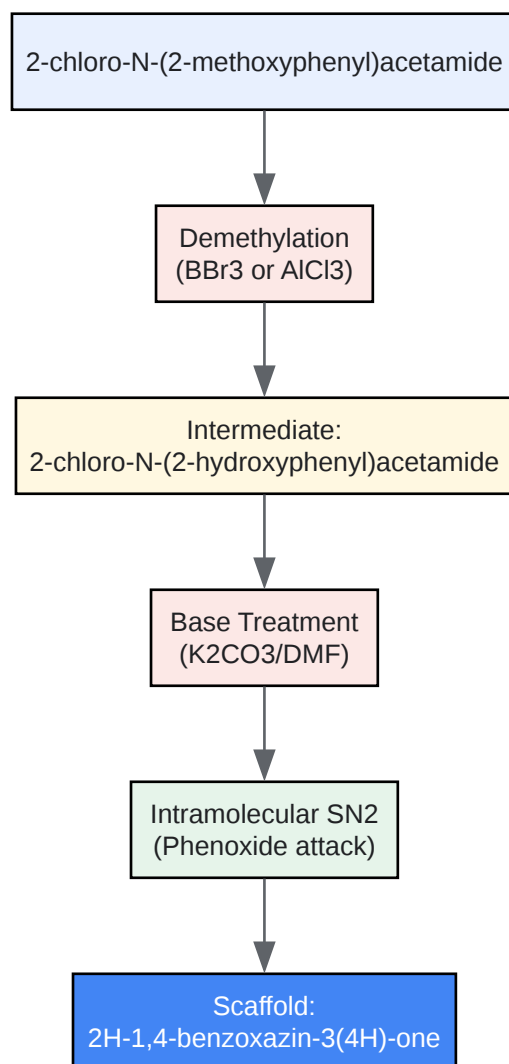 2-chloro-N-(2-methoxyphenyl)acetamide
Demethylation
(BBr3 or AlCl3)
Intermediate:
2-chloro-N-(2-hydroxyphenyl)acetamide
Base Treatment
(K2CO3/DMF)
Intramolecular SN2
(Phenoxide attack)
Scaffold:
2H-1,4-benzoxazin-3(4H)-one